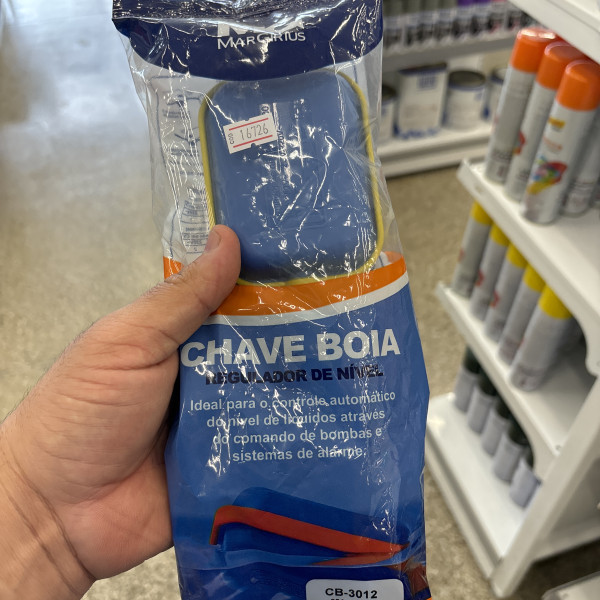 MARGIRIUS
16726
CHAVE BOIA
REGULADOR DE NÍVEL
Ideal para o controle automático
do nível de líquidos através
do comando de bombas e
sistemas de alarme.
CB-3012